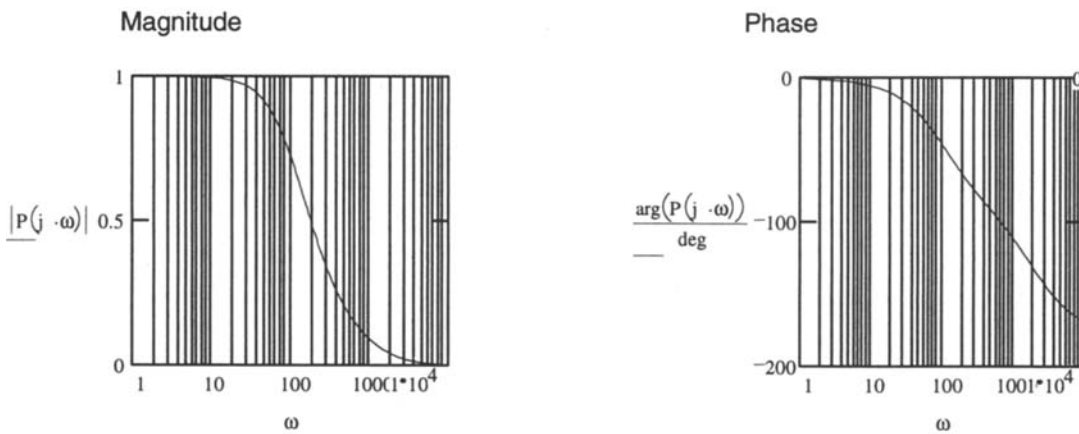 Magnitude
Phase
1
0.5
0
|P(j ·ω)|
1 10 100 1000 1•10^4
ω
0
−100
−200
arg(P(j ·ω))
deg
1 10 100 1000 1•10^4
ω